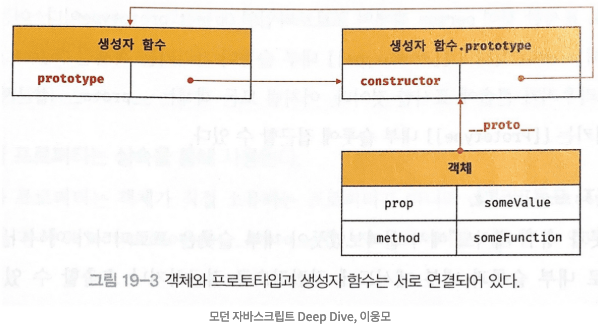 생성자 함수
prototype
생성자 함수.prototype
constructor
__proto__
객체
prop
someValue
method
someFunction
그림 19-3 객체와 프로토타입과 생성자 함수는 서로 연결되어 있다.
모던 자바스크립트 Deep Dive, 이웅모